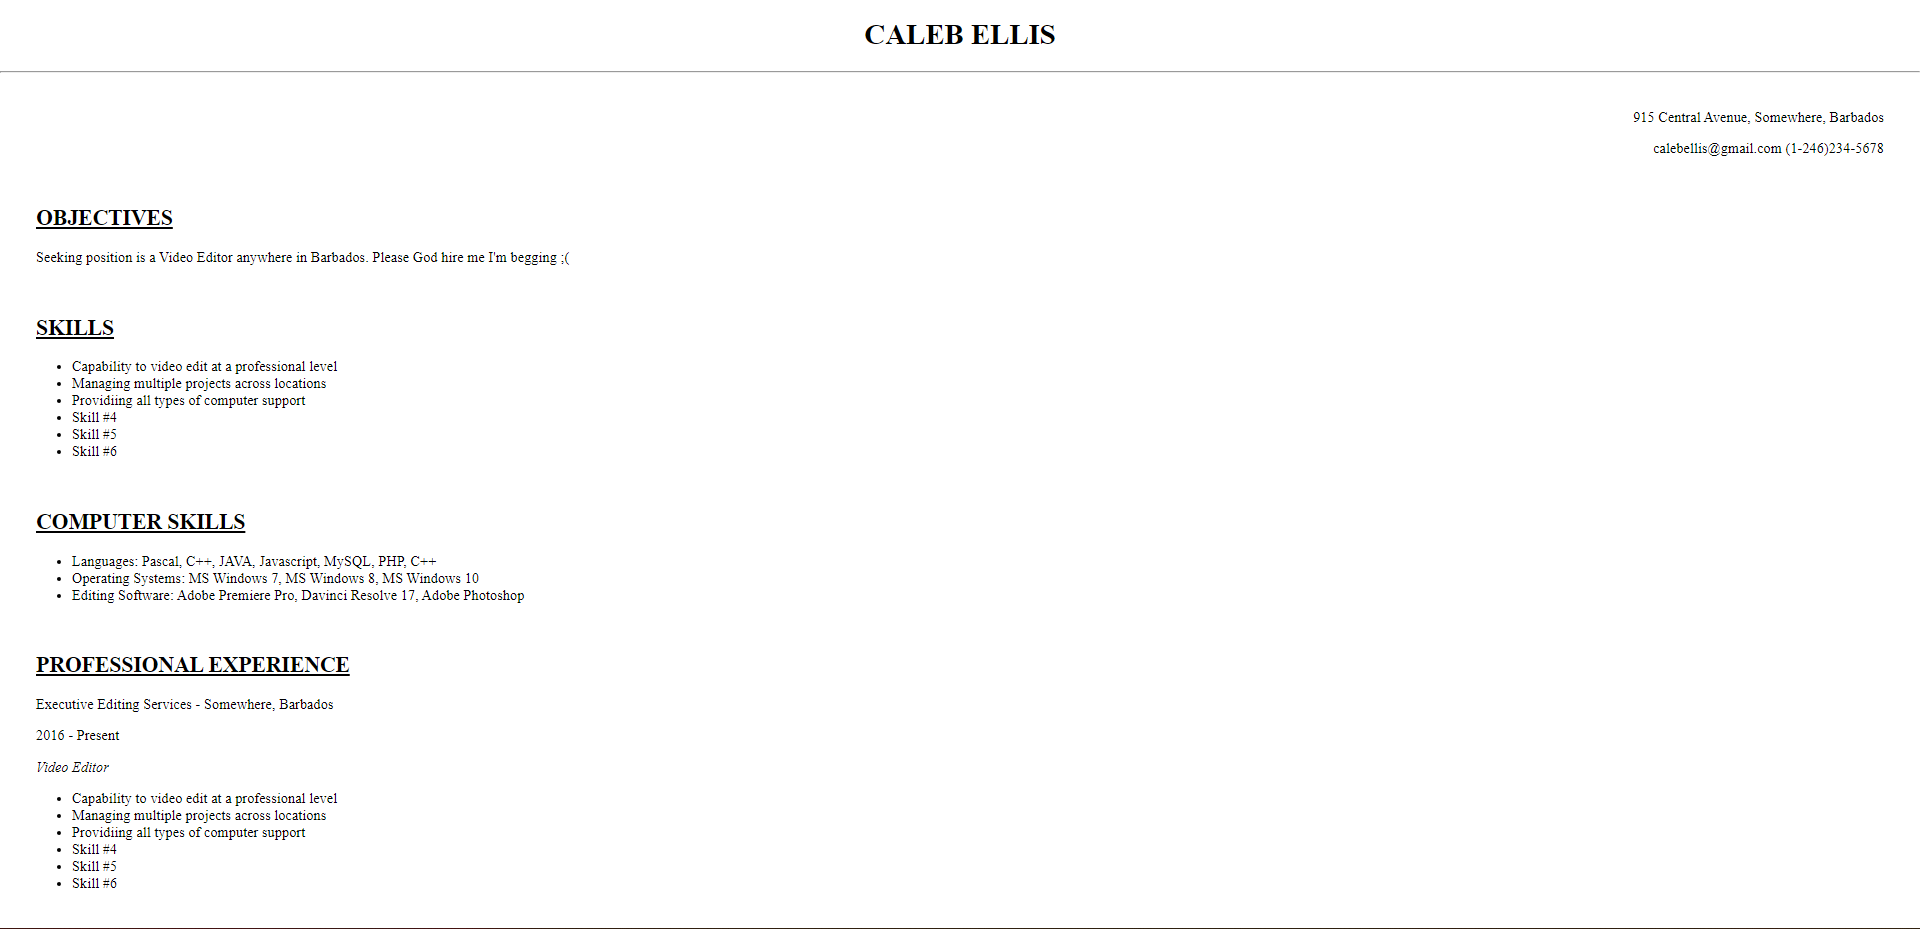 CALEB ELLIS
915 Central Avenue, Somewhere, Barbados
calebellis@gmail.com (1-246)234-5678
OBJECTIVES
Seeking position is a Video Editor anywhere in Barbados. Please God hire me I'm begging ;(
SKILLS
• Capability to video edit at a professional level
• Managing multiple projects across locations
• Providiing all types of computer support
• Skill #4
• Skill #5
• Skill #6
COMPUTER SKILLS
• Languages: Pascal, C++, JAVA, Javascript, MySQL, PHP, C++
• Operating Systems: MS Windows 7, MS Windows 8, MS Windows 10
• Editing Software: Adobe Premiere Pro, Davinci Resolve 17, Adobe Photoshop
PROFESSIONAL EXPERIENCE
Executive Editing Services - Somewhere, Barbados
2016 - Present
Video Editor
• Capability to video edit at a professional level
• Managing multiple projects across locations
• Providiing all types of computer support
• Skill #4
• Skill #5
• Skill #6